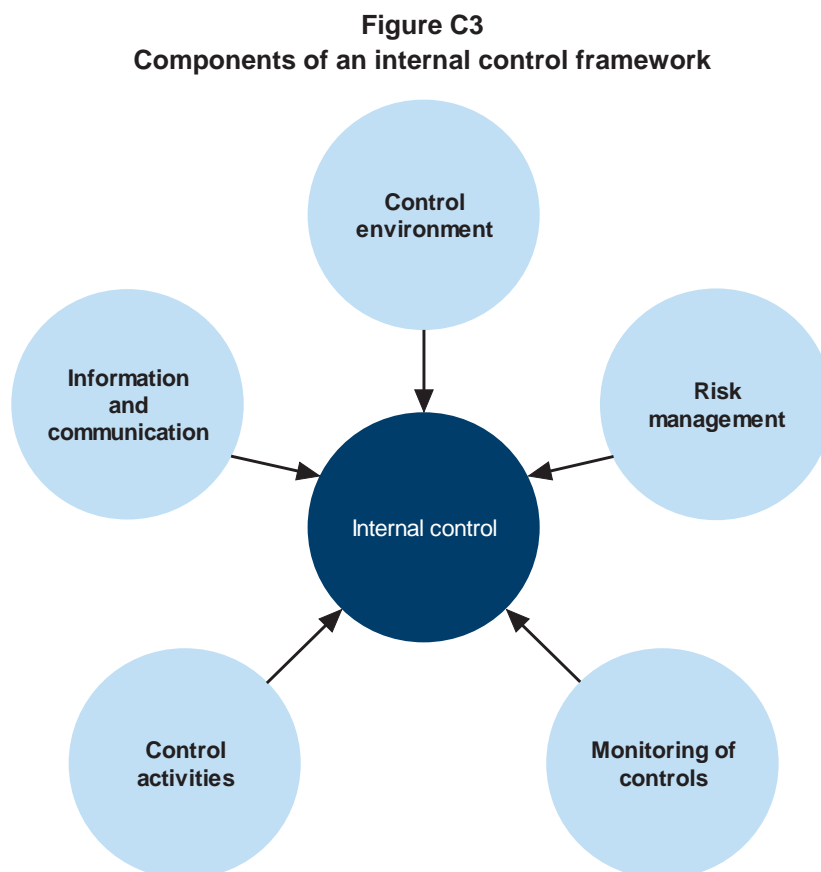 Figure C3
Components of an internal control framework
Control
environment
Information
and
communication
Risk
management
Internal control
Control
activities
Monitoring of
controls